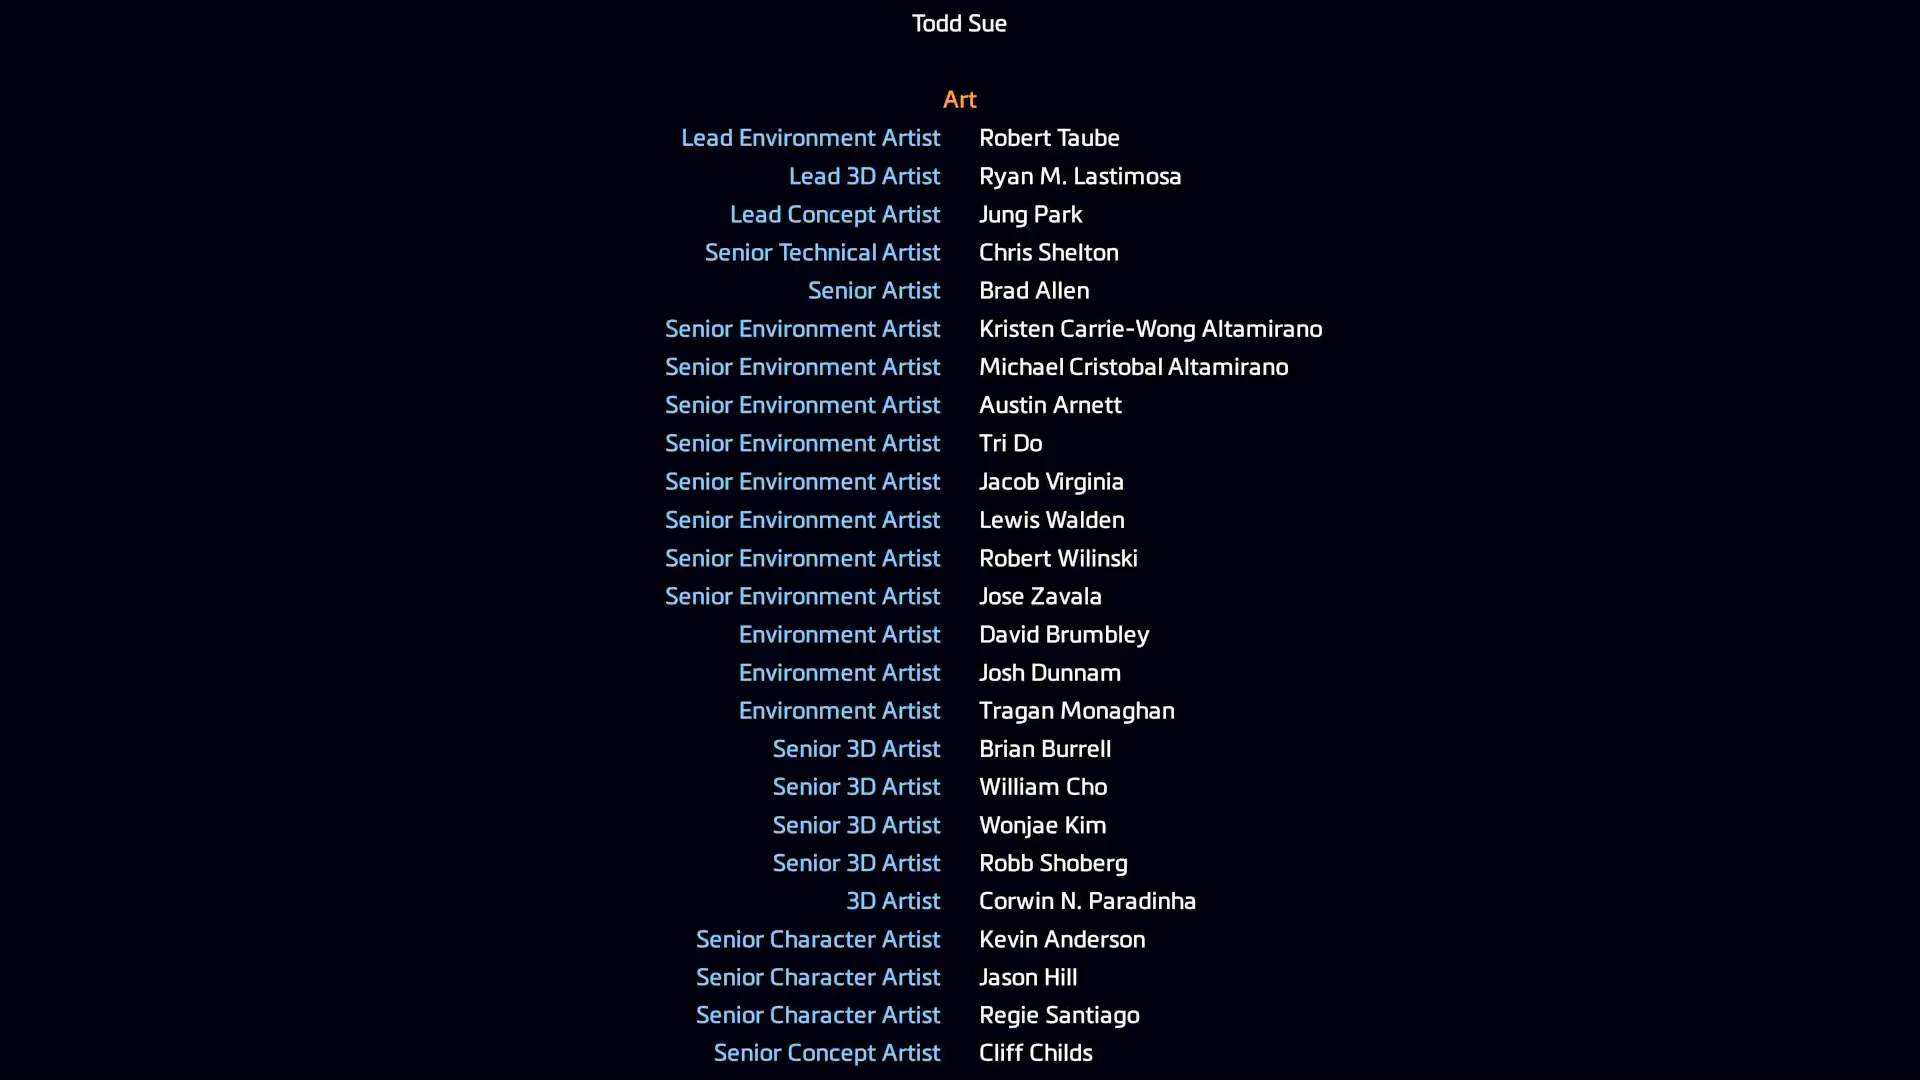 Todd Sue
Art
Lead Environment Artist Robert Taube
Lead 3D Artist Ryan M. Lastimosa
Lead Concept Artist Jung Park
Senior Technical Artist Chris Shelton
Senior Artist Brad Allen
Senior Environment Artist Kristen Carrie-Wong Altamirano
Senior Environment Artist Michael Cristobal Altamirano
Senior Environment Artist Austin Arnett
Senior Environment Artist Tri Do
Senior Environment Artist Jacob Virginia
Senior Environment Artist Lewis Walden
Senior Environment Artist Robert Wilinski
Senior Environment Artist Jose Zavala
Environment Artist David Brumbley
Environment Artist Josh Dunnam
Environment Artist Tragan Monaghan
Senior 3D Artist Brian Burrell
Senior 3D Artist William Cho
Senior 3D Artist Wonjae Kim
Senior 3D Artist Robb Shoberg
3D Artist Corwin N. Paradinha
Senior Character Artist Kevin Anderson
Senior Character Artist Jason Hill
Senior Character Artist Regie Santiago
Senior Concept Artist Cliff Childs